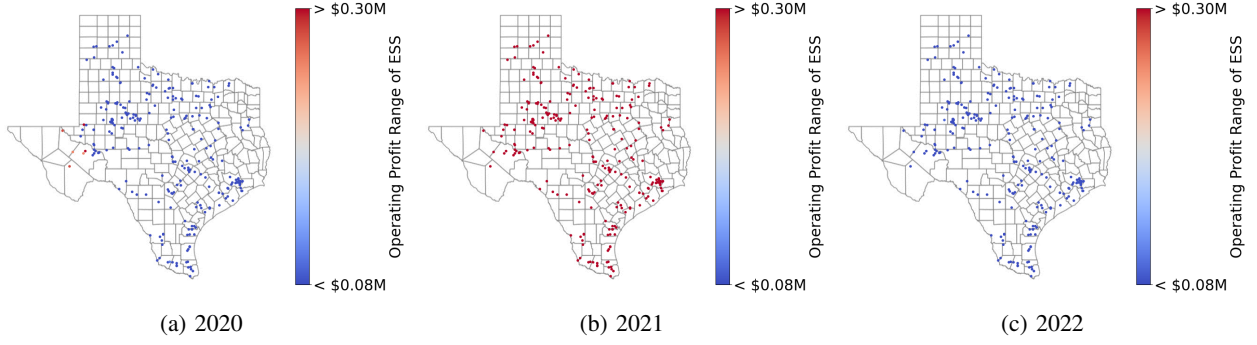 > $0.30M
Operating Profit Range of ESS
< $0.08M
(a) 2020
> $0.30M
Operating Profit Range of ESS
< $0.08M
(b) 2021
> $0.30M
Operating Profit Range of ESS
< $0.08M
(c) 2022